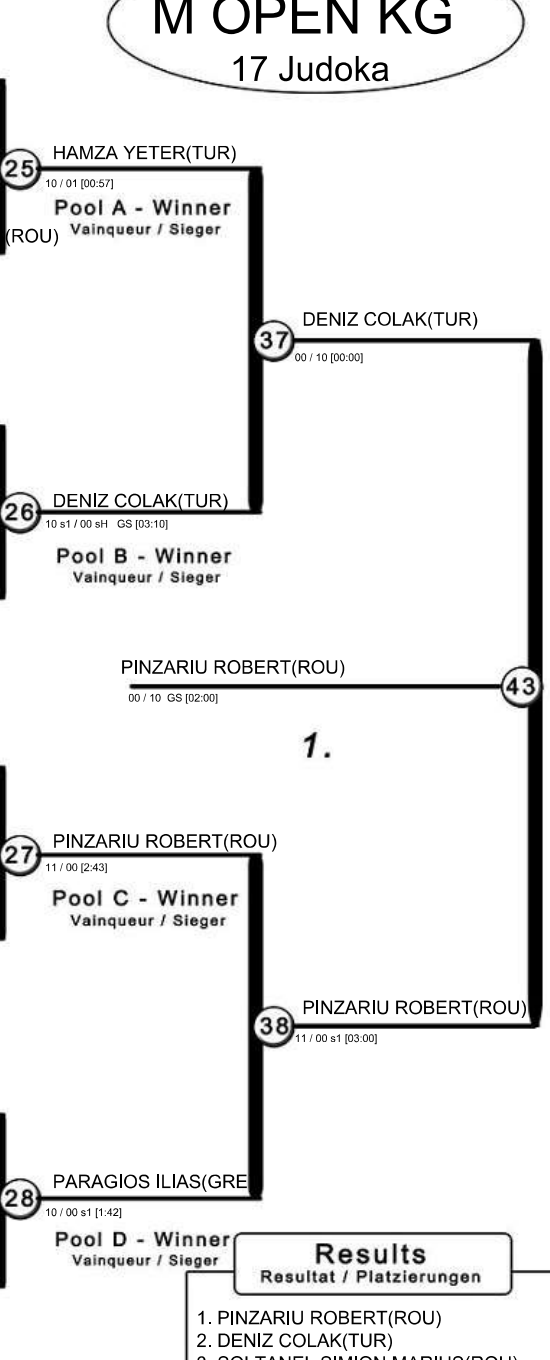 M OPEN KG
17 Judoka
25
HAMZA YETER(TUR)
10 / 01 [00:57]
Pool A - Winner
Vainqueur / Sieger
(ROU)
37
DENIZ COLAK(TUR)
00 / 10 [00:00]
26
DENIZ COLAK(TUR)
10 s1 / 00 sH GS [03:10]
Pool B - Winner
Vainqueur / Sieger
PINZARIU ROBERT(ROU)
43
00 / 10 GS [02:00]
1.
27
PINZARIU ROBERT(ROU)
11 / 00 [2:43]
Pool C - Winner
Vainqueur / Sieger
38
PINZARIU ROBERT(ROU)
11 / 00 s1 [03:00]
28
PARAGIOS ILIAS(GRE
10 / 00 s1 [1:42]
Pool D - Winner
Vainqueur / Sieger
Results
Resultat / Platzierungen
1. PINZARIU ROBERT(ROU)
2. DENIZ COLAK(TUR)
3. SOLTANEL SIMION MARIUS(ROU)